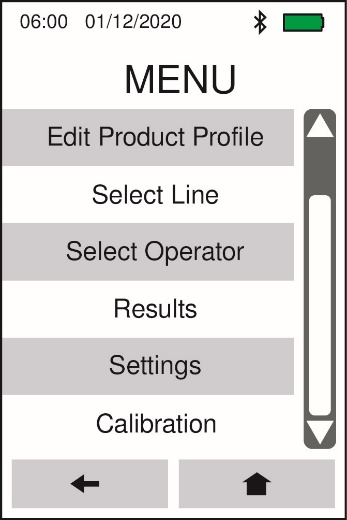 06:00 01/12/2020
MENU
Edit Product Profile
Select Line
Select Operator
Results
Settings
Calibration